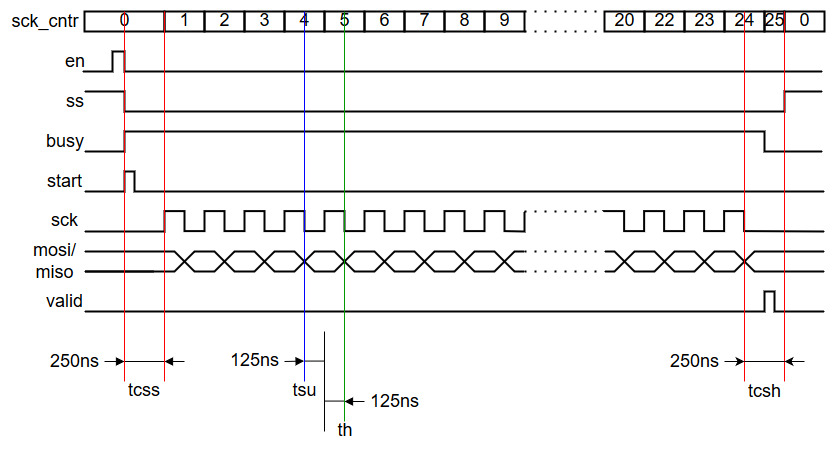 sck_cntr 0 1 2 3 4 5 6 7 8 9 20 22 23 24 25 0
en
ss
busy
start
sck
mosi/
miso
valid
250ns 125ns 250ns
tcss tsu tcsh
125ns
th